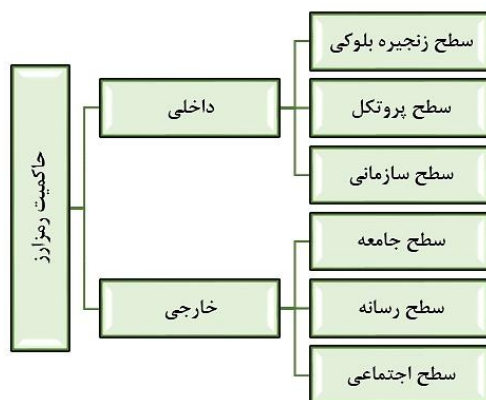 حاکمیت رمزارز
داخلی
سطح زنجیره بلوکی
سطح پروتکل
سطح سازمانی
خارجی
سطح جامعه
سطح رسانه
سطح اجتماعی